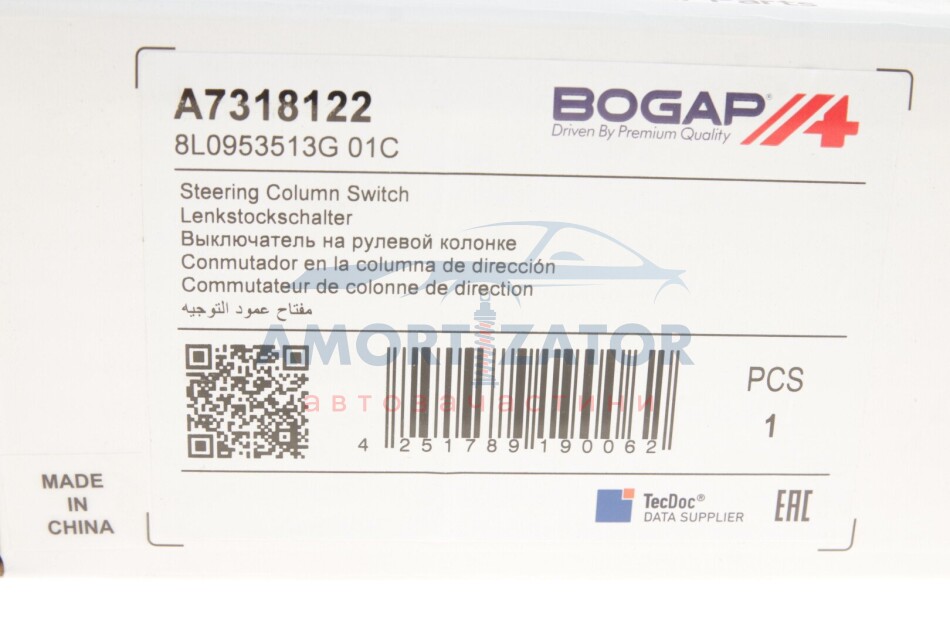 Parts
A7318122
8L0953513G 01C
BOGAP®
Driven By Premium Quality
Steering Column Switch
Lenkstockschalter
Выключатель на рулевой колонке
Conmutador en la columna de dirección
Commutateur de colonne de direction
مفتاح عمود التوجيه
AMORTIZATOR
автозапчастини
4 251789 190062
PCS
1
MADE
IN
CHINA
TecDoc®
DATA SUPPLIER
EAC